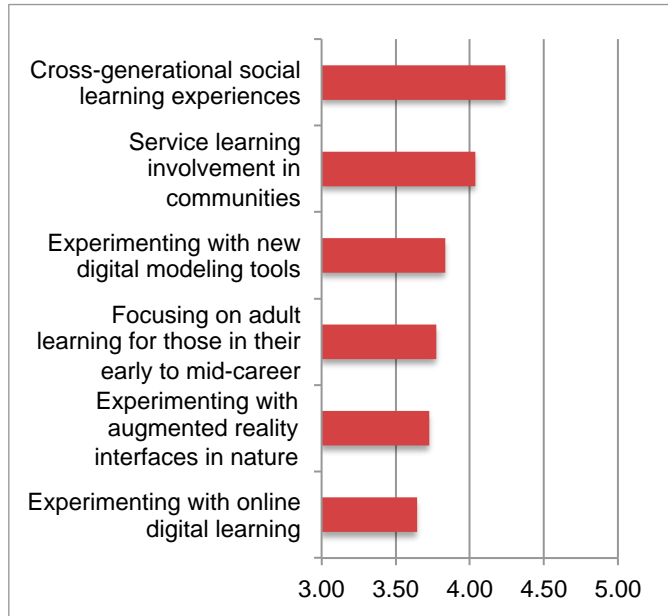 Cross-generational social
learning experiences
Service learning
involvement in
communities
Experimenting with new
digital modeling tools
Focusing on adult
learning for those in their
early to mid-career
Experimenting with
augmented reality
interfaces in nature
Experimenting with online
digital learning
3.00 3.50 4.00 4.50 5.00